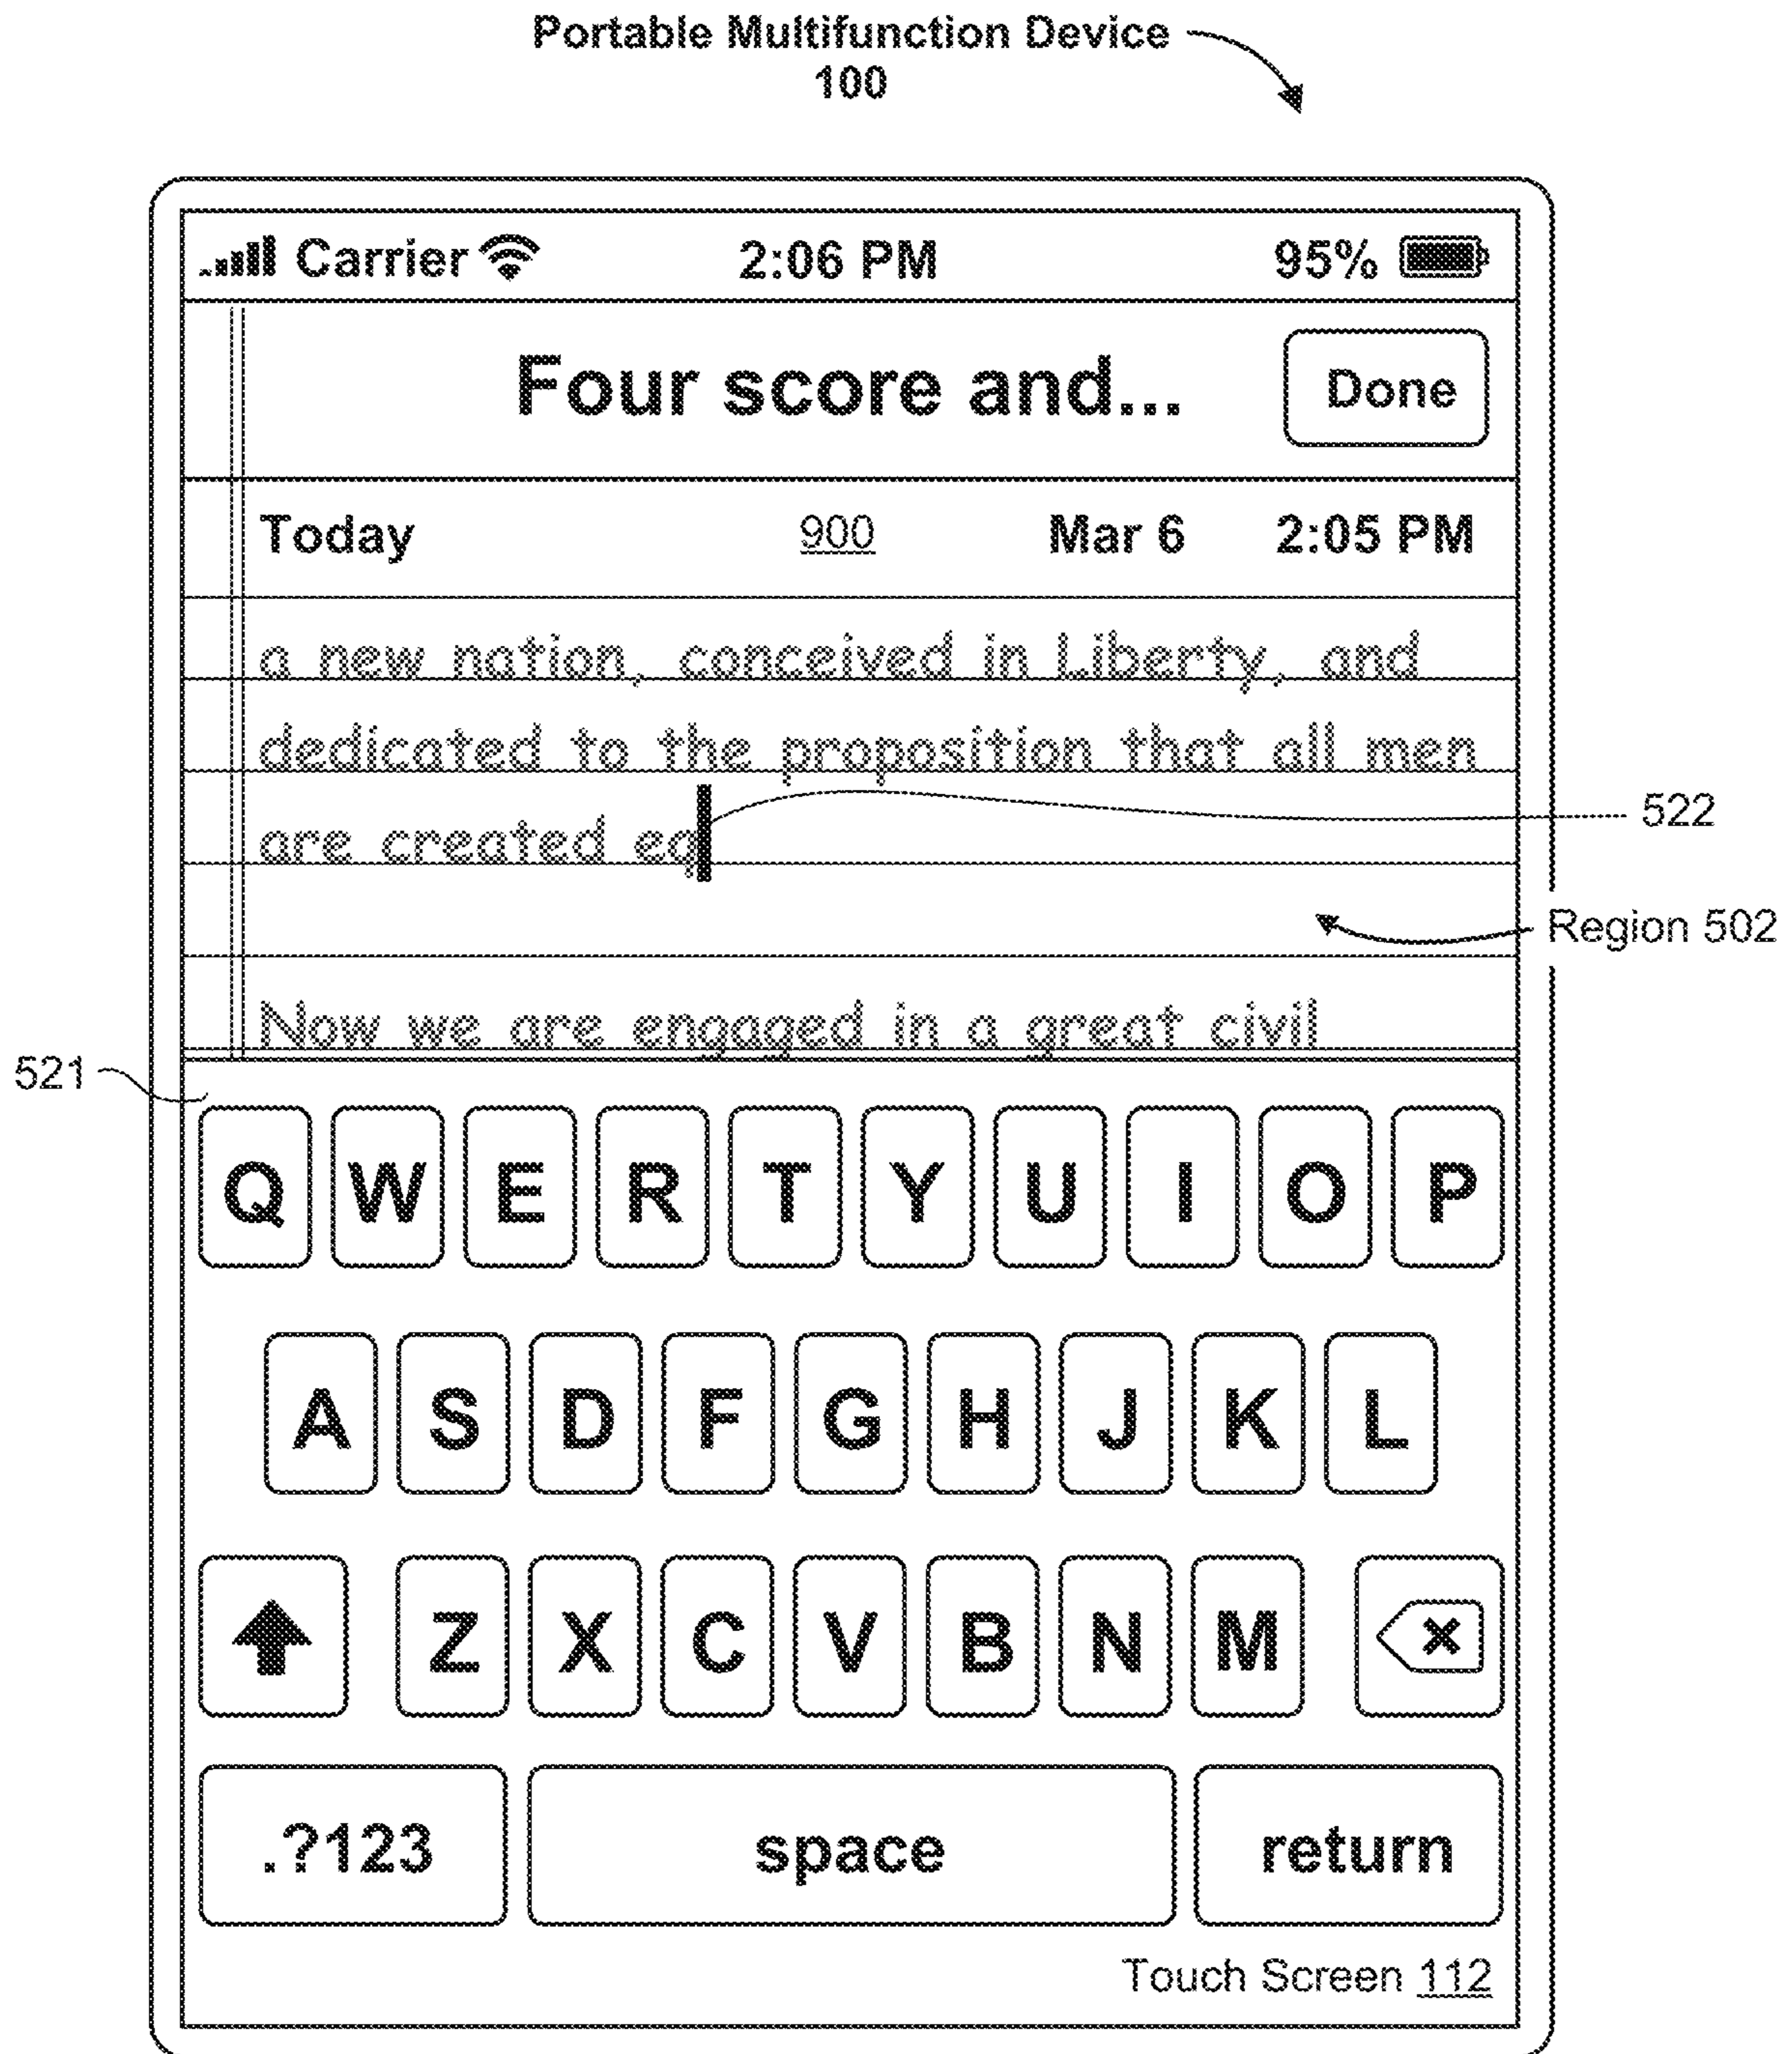 Portable Multifunction Device
100
Carrier 2:06 PM 95%
Four score and... Done
Today 900 Mar 6 2:05 PM
a new nation, conceived in Liberty, and
dedicated to the proposition that all men
are created eq
522
Region 502
Now we are engaged in a great civil
521
Q W E R T Y U I O P
A S D F G H J K L
Z X C V B N M
.?123 space return
Touch Screen 112